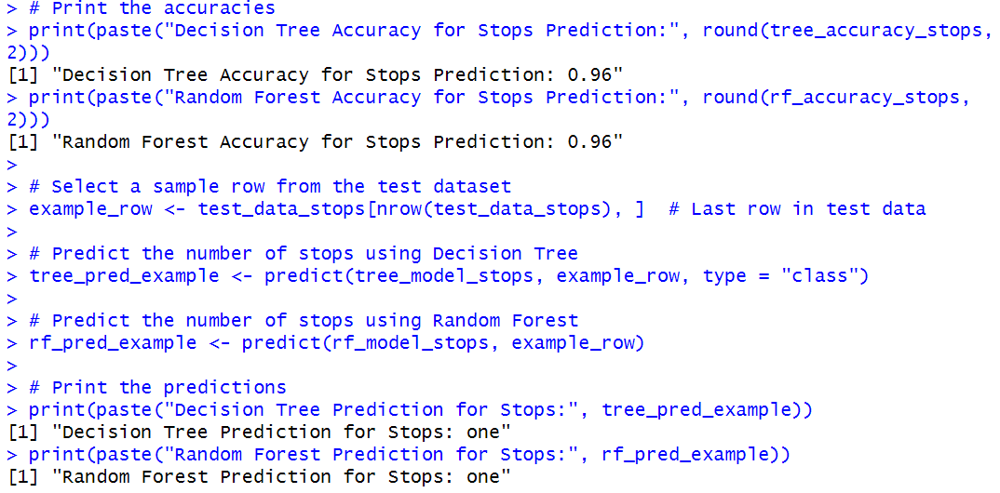 > # Print the accuracies
> print(paste("Decision Tree Accuracy for Stops Prediction:", round(tree_accuracy_stops,
2)))
[1] "Decision Tree Accuracy for Stops Prediction: 0.96"
> print(paste("Random Forest Accuracy for Stops Prediction:", round(rf_accuracy_stops,
2)))
[1] "Random Forest Accuracy for Stops Prediction: 0.96"
>
> # Select a sample row from the test dataset
> example_row <- test_data_stops[nrow(test_data_stops), ]  # Last row in test data
>
> # Predict the number of stops using Decision Tree
> tree_pred_example <- predict(tree_model_stops, example_row, type = "class")
>
> # Predict the number of stops using Random Forest
> rf_pred_example <- predict(rf_model_stops, example_row)
>
> # Print the predictions
> print(paste("Decision Tree Prediction for Stops:", tree_pred_example))
[1] "Decision Tree Prediction for Stops: one"
> print(paste("Random Forest Prediction for Stops:", rf_pred_example))
[1] "Random Forest Prediction for Stops: one"